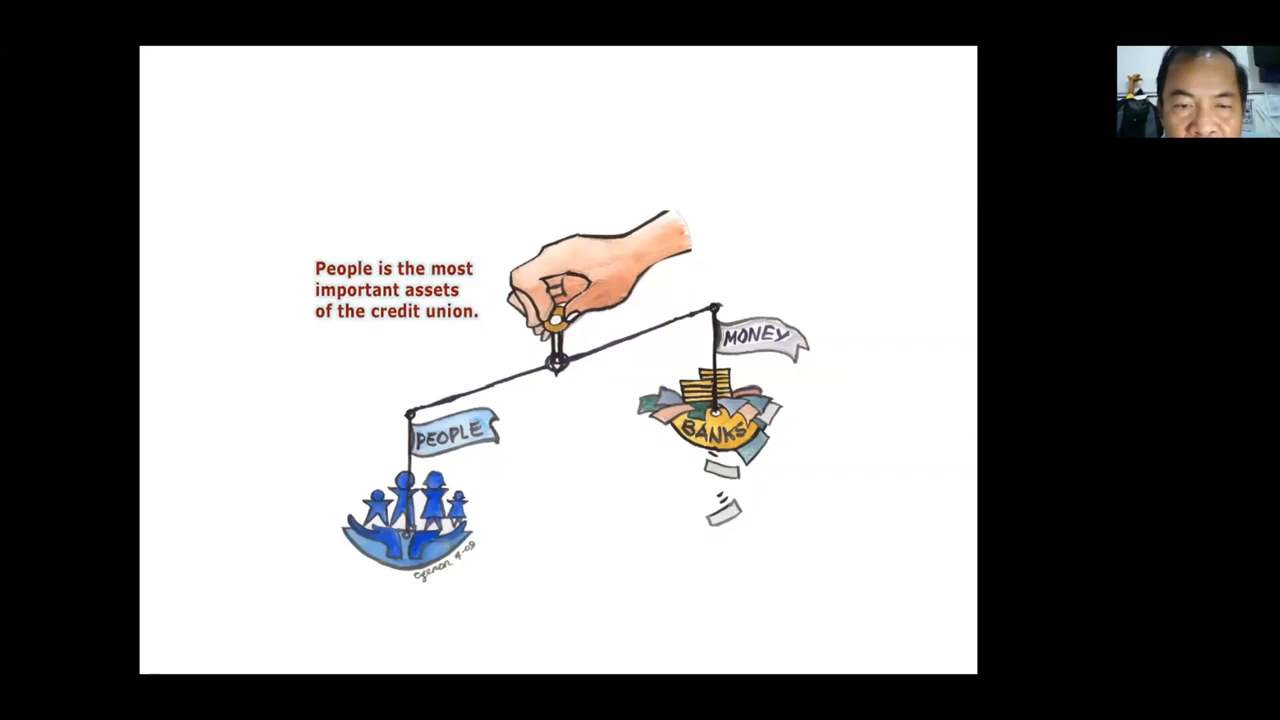 People is the most
important assets
of the credit union.
MONEY
BANKS
PEOPLE